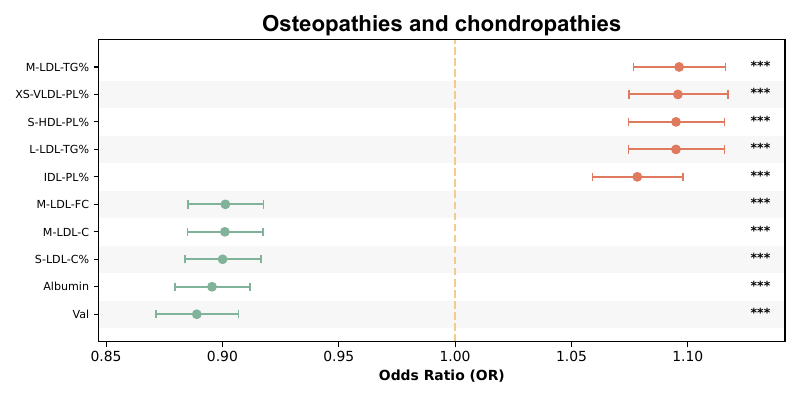 Osteopathies and chondropathies
M-LDL-TG% ***
XS-VLDL-PL% ***
S-HDL-PL% ***
L-LDL-TG% ***
IDL-PL% ***
M-LDL-FC ***
M-LDL-C ***
S-LDL-C% ***
Albumin ***
Val ***
0.85 0.90 0.95 1.00 1.05 1.10
Odds Ratio (OR)